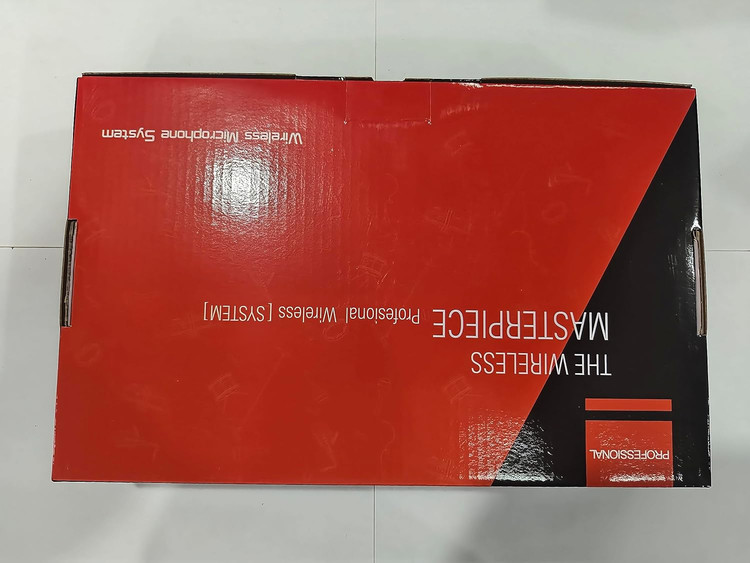 PROFESSIONAL
THE WIRELESS
MASTERPIECE
Profesional Wireless [ SYSTEM ]
Wireless Microphone System